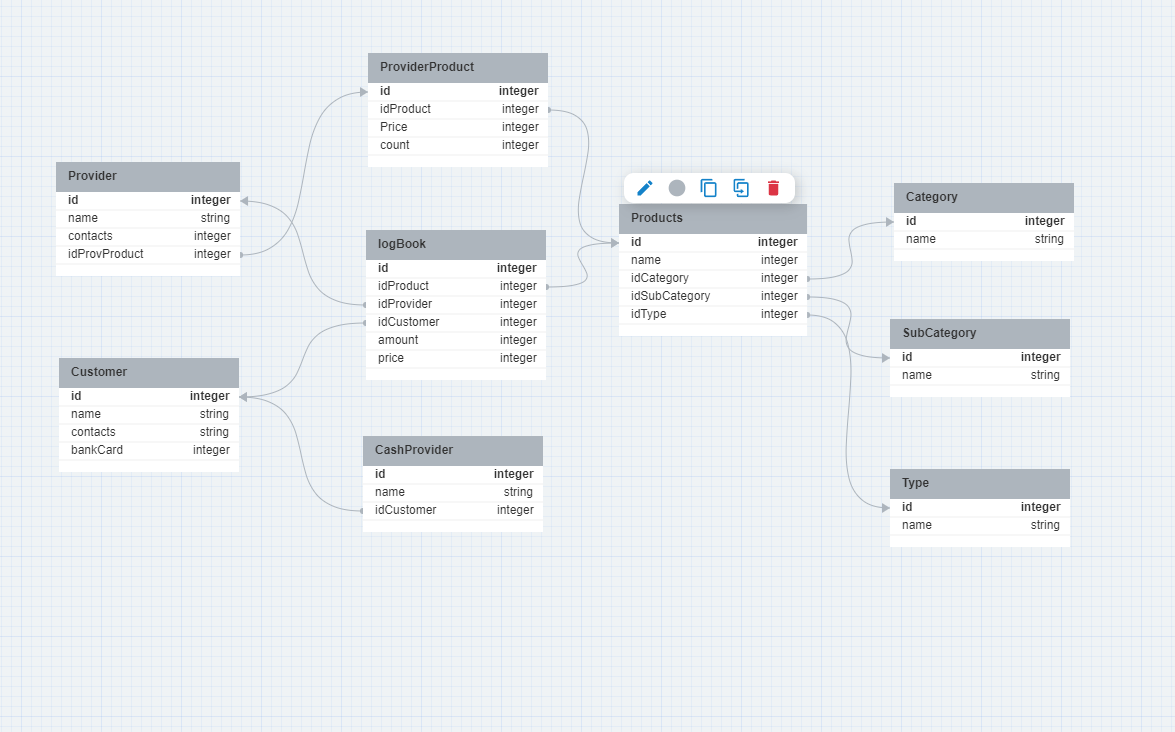 ProviderProduct
id integer
idProduct integer
Price integer
count integer
Provider
id integer
name string
contacts integer
idProvProduct integer
logBook
id integer
idProduct integer
idProvider integer
idCustomer integer
amount integer
price integer
Customer
id integer
name string
contacts string
bankCard integer
CashProvider
id integer
name string
idCustomer integer
Products
id integer
name integer
idCategory integer
idSubCategory integer
idType integer
Category
id integer
name string
SubCategory
id integer
name string
Type
id integer
name string